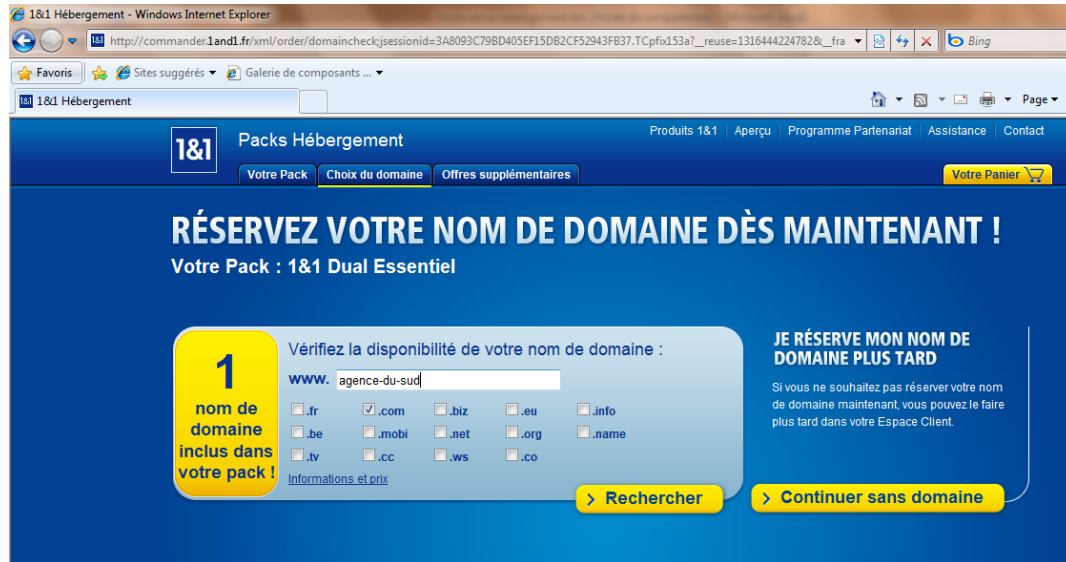 1&1 Hébergement - Windows Internet Explorer
http://commander.1and1.fr/xml/order/domaincheck;jsessionid=3A8093C79BD405EF15DB2CF52943FB37.TCpfix153a?_reuse=1316444224782&__fra
Bing
Favoris Sites suggérés Galerie de composants ...
1&1 Hébergement Page
Produits 1&1 Aperçu Programme Partenariat Assistance Contact
1&1 Packs Hébergement
Votre Pack Choix du domaine Offres supplémentaires Votre Panier
RÉSERVEZ VOTRE NOM DE DOMAINE DÈS MAINTENANT !
Votre Pack : 1&1 Dual Essentiel
1
nom de
domaine
inclus dans
votre pack !
Vérifiez la disponibilité de votre nom de domaine :
www. agence-du-sud
.fr .com .biz .eu .info
.be .mobi .net .org .name
.tv .cc .ws .co
Informations et prix
> Rechercher
JE RÉSERVE MON NOM DE
DOMAINE PLUS TARD
Si vous ne souhaitez pas réserver votre nom
de domaine maintenant, vous pouvez le faire
plus tard dans votre Espace Client.
> Continuer sans domaine